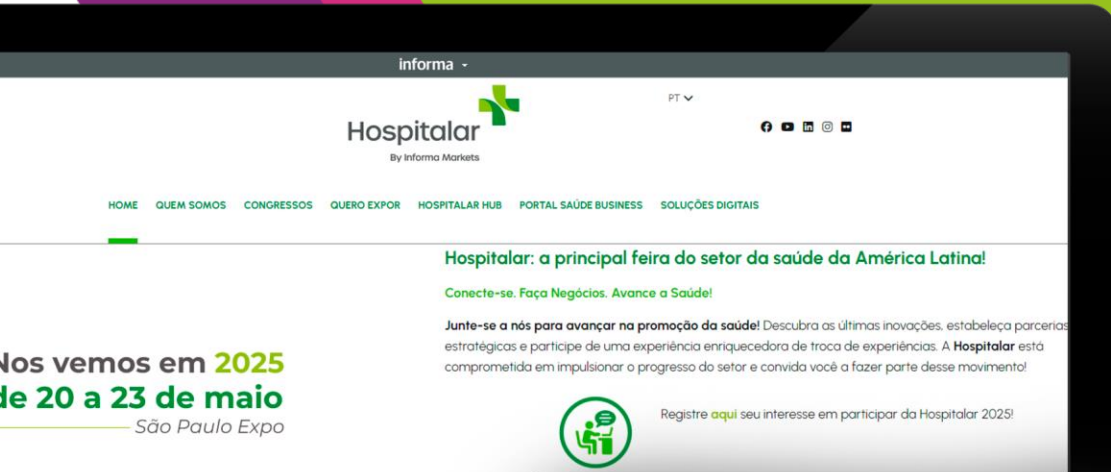 informa
Hospitalar
By Informa Markets
PT
HOME QUEM SOMOS CONGRESSOS QUERO EXPOR HOSPITALAR HUB PORTAL SAÚDE BUSINESS SOLUÇÕES DIGITAIS
Nos vemos em 2025
de 20 a 23 de maio
São Paulo Expo
Hospitalar: a principal feira do setor da saúde da América Latina!
Conecte-se. Faça Negócios. Avance a Saúde!
Junte-se a nós para avançar na promoção da saúde! Descubra as últimas inovações, estabeleça parcerias
estratégicas e participe de uma experiência enriquecedora de troca de experiências. A Hospitalar está
comprometida em impulsionar o progresso do setor e convida você a fazer parte desse movimento!
Registre aqui seu interesse em participar da Hospitalar 2025!